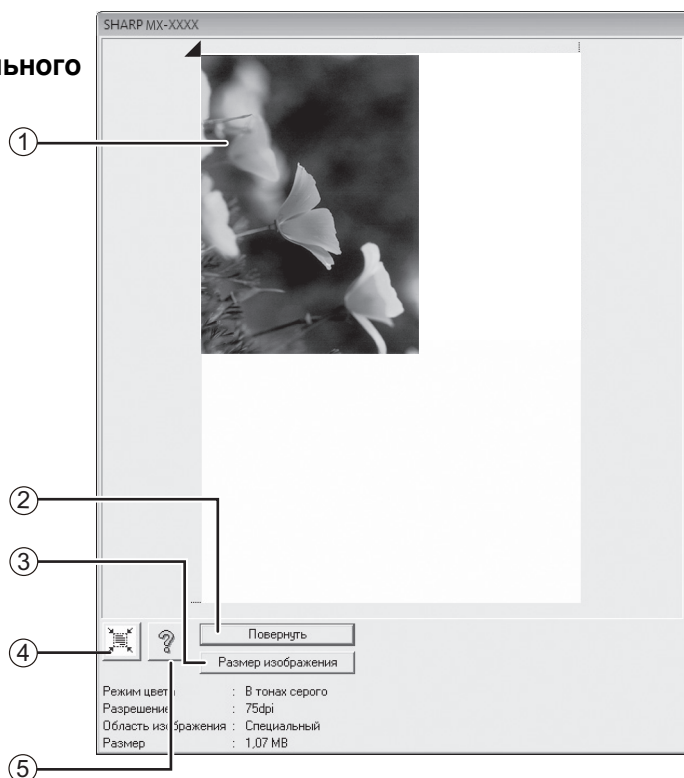 SHARP MX-XXXX
льного
1
2
3
4
5
?
Повернуть
Размер изображения
Режим цвета : В тонах серого
Разрешение : 75dpi
Область изображения : Специальный
Размер : 1,07 MB